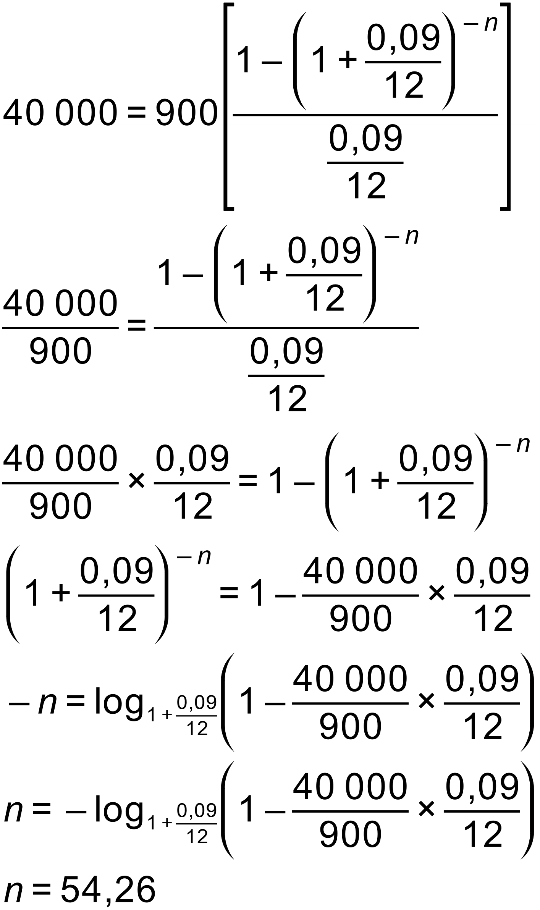 40 000 = 900[(1 − (1 + 0,09/12)^(−n)) / (0,09/12)]
40 000/900 = (1 − (1 + 0,09/12)^(−n)) / (0,09/12)
40 000/900 × 0,09/12 = 1 − (1 + 0,09/12)^(−n)
(1 + 0,09/12)^(−n) = 1 − 40 000/900 × 0,09/12
−n = log_(1 + 0,09/12)(1 − 40 000/900 × 0,09/12)
n = −log_(1 + 0,09/12)(1 − 40 000/900 × 0,09/12)
n = 54,26